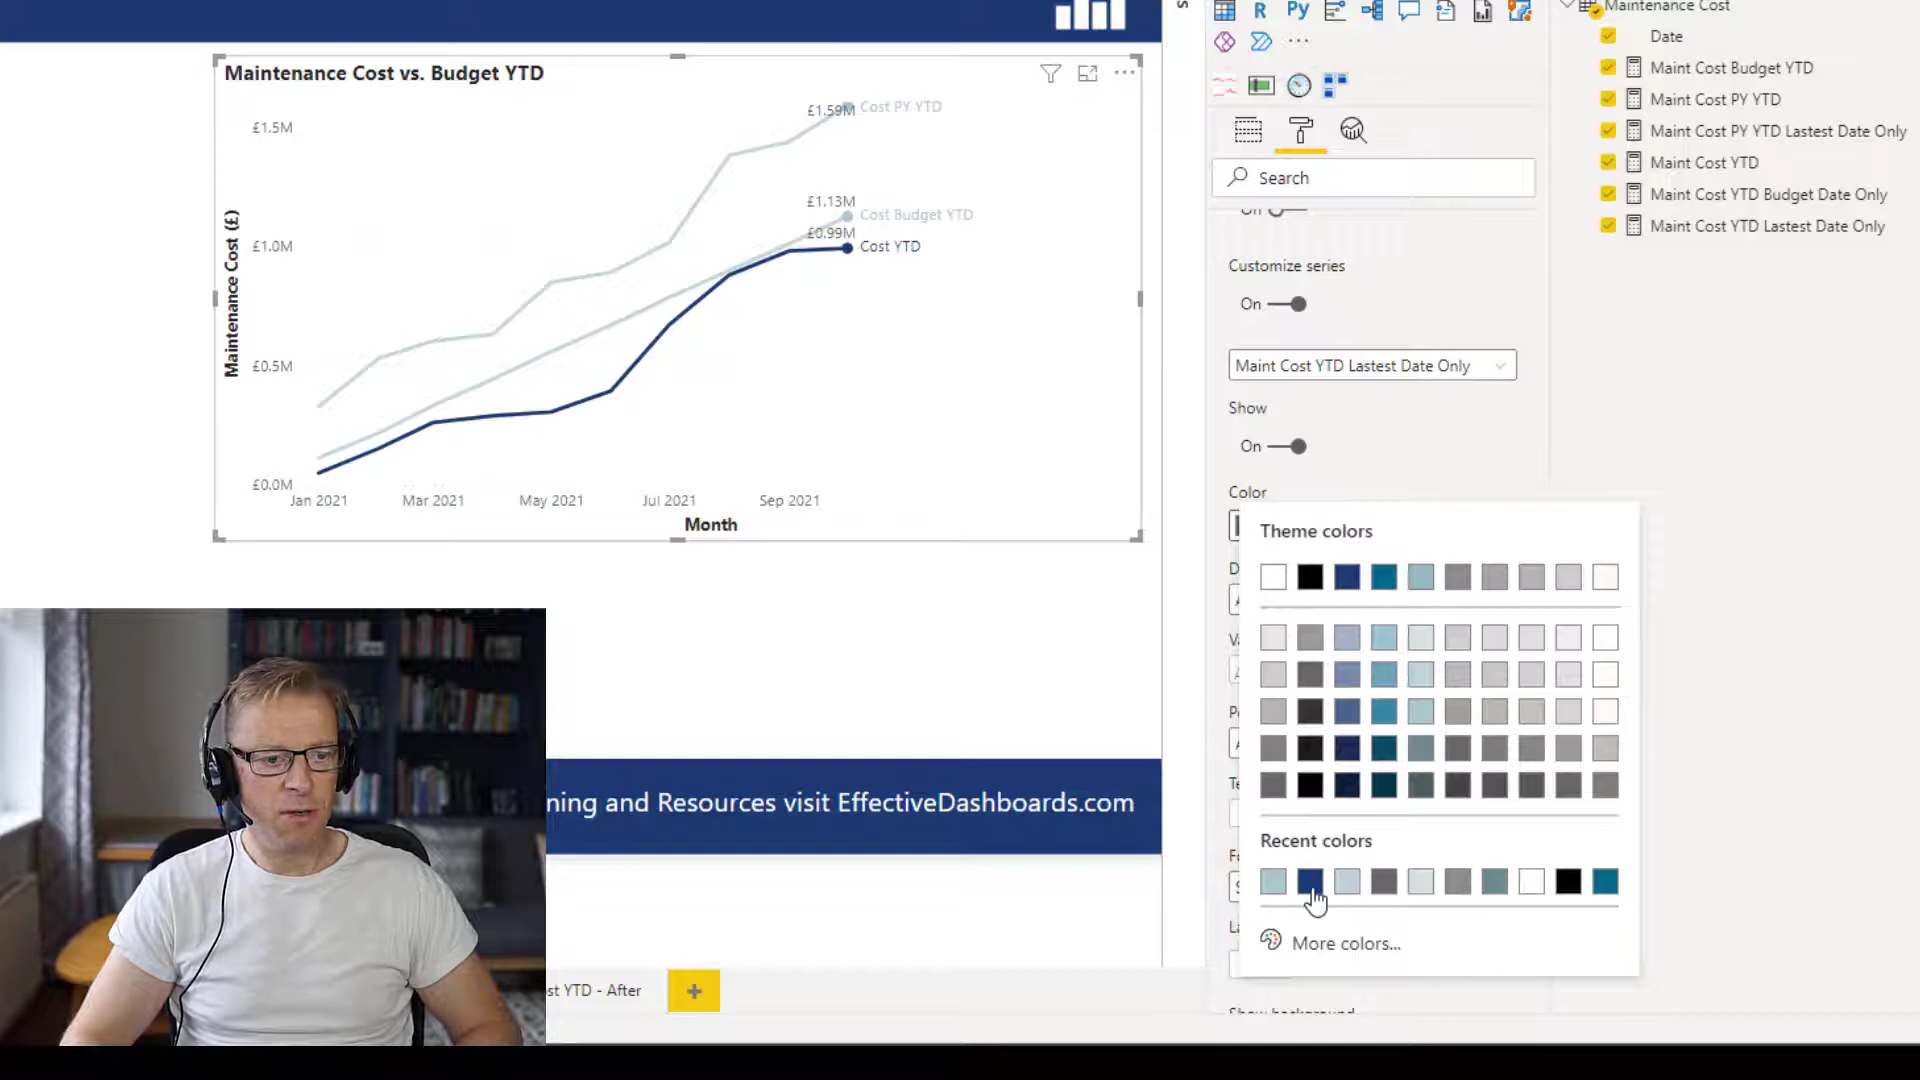 Maintenance Cost vs. Budget YTD
Maintenance Cost (£)
£1.5M
£1.0M
£0.5M
£0.0M
£1.59M
Cost PY YTD
£1.13M
Cost Budget YTD
£0.99M
Cost YTD
Jan 2021
Mar 2021
May 2021
Jul 2021
Sep 2021
Month
ning and Resources visit EffectiveDashboards.com
st YTD - After
+
R
Py
...
Search
Customize series
On
Maint Cost YTD Lastest Date Only
Show
On
Color
Theme colors
Recent colors
More colors...
Maintenance Cost
Date
Maint Cost Budget YTD
Maint Cost PY YTD
Maint Cost PY YTD Lastest Date Only
Maint Cost YTD
Maint Cost YTD Budget Date Only
Maint Cost YTD Lastest Date Only